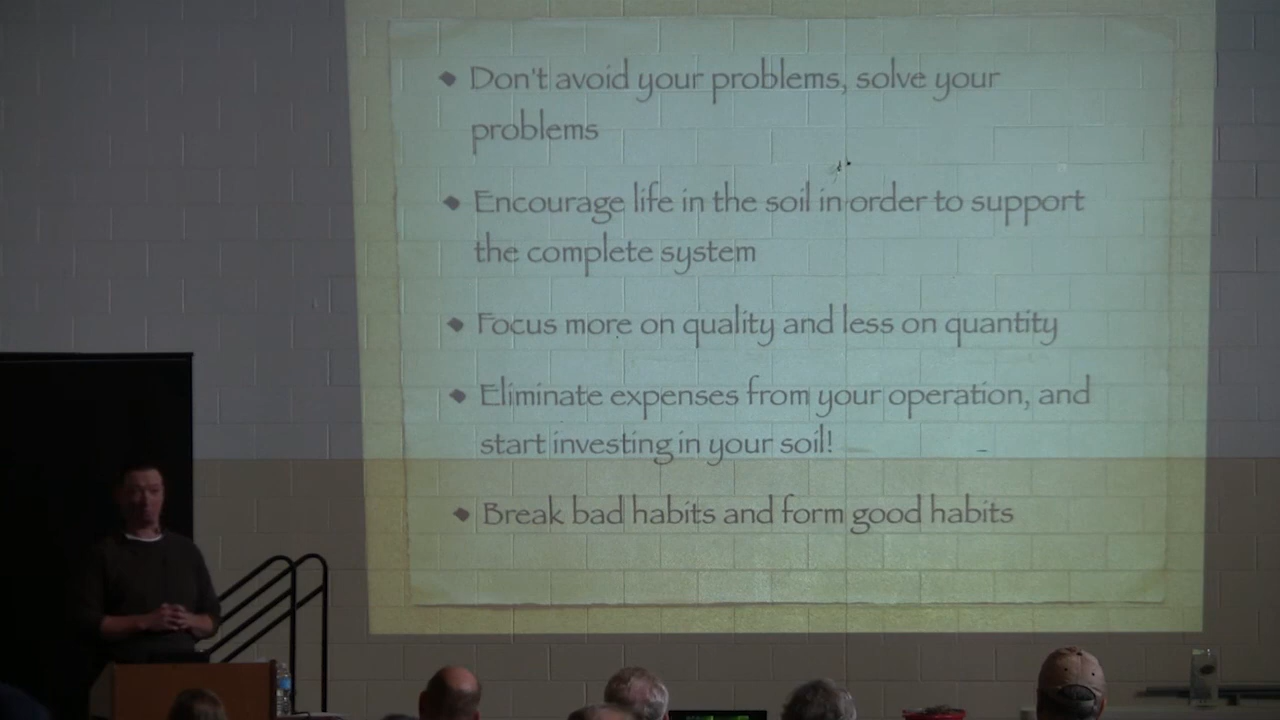 Don't avoid your problems, solve your
problems
Encourage life in the soil in order to support
the complete system
Focus more on quality and less on quantity
Eliminate expenses from your operation, and
start investing in your soil!
Break bad habits and form good habits